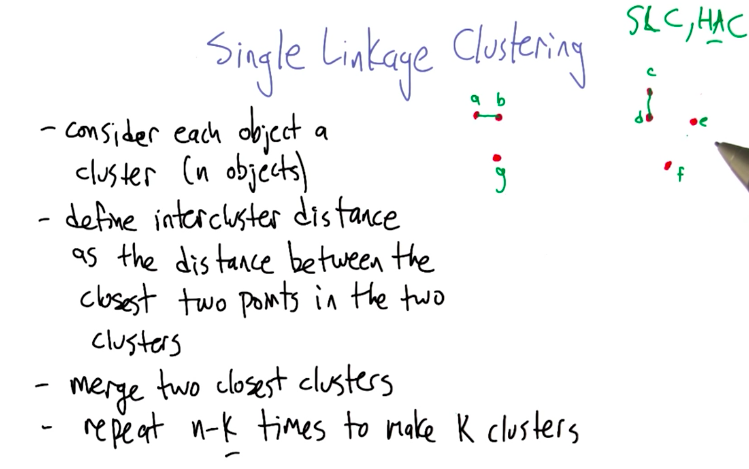 SLC, HAC
Single Linkage Clustering
- consider each object a
cluster (n objects)
- define intercluster distance
as the distance between the
closest two points in the two
clusters
- merge two closest clusters
- repeat n-k times to make k clusters
a b
g
c
d
e
f